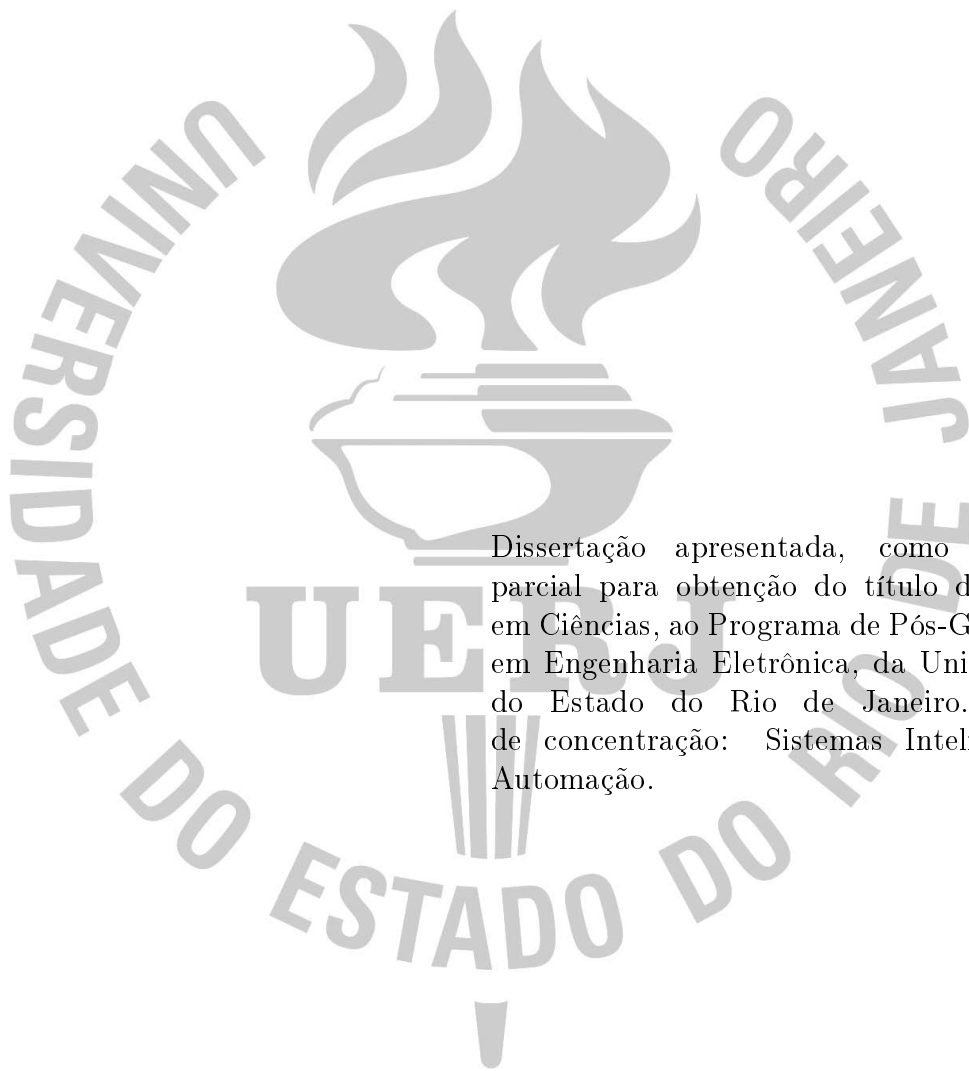 UNIVERSIDADE DO ESTADO DO RIO DE JANEIRO
UERJ
Dissertação apresentada, como
parcial para obtenção do título d
em Ciências, ao Programa de Pós-G
em Engenharia Eletrônica, da Uni
do Estado do Rio de Janeiro.
de concentração: Sistemas Inteli
Automação.